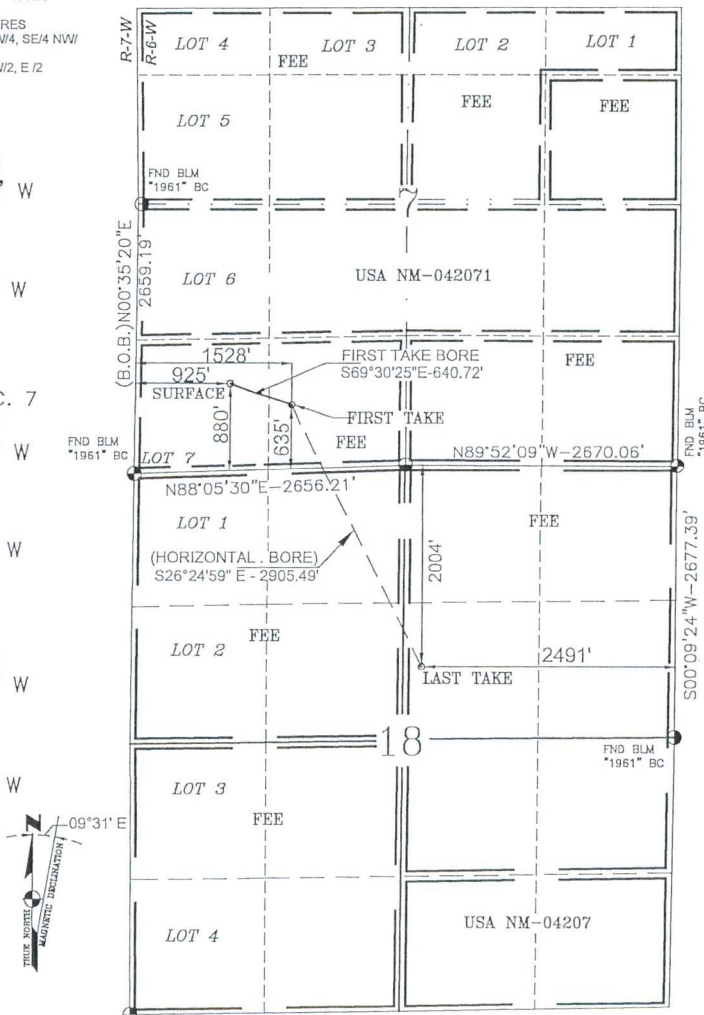 RES
W/4, SE/4 NW/
W/2, E /2
W
W
C. 7
W
W
W
W
R-7-W
R-6-W
LOT 4
LOT 3
LOT 2
LOT 1
FEE
FEE
FEE
LOT 5
FND BLM
"1961" BC
7
(B.O.B.)N00°35'20"E
2659.19'
LOT 6
USA NM-042071
1528'
FIRST TAKE BORE
S69°30'25"E-640.72'
FEE
925'
SURFACE
FIRST TAKE
880'
635'
FEE
FND BLM
"1961" BC
LOT 7
N89°52'09"W-2670.06'
FND BLM
"1961" BC
N88°05'30"E-2656.21'
LOT 1
FEE
(HORIZONTAL . BORE)
S26°24'59" E - 2905.49'
2004'
S00°09'24"W-2677.39'
FEE
LOT 2
2491'
LAST TAKE
18
FND BLM
"1961" BC
LOT 3
FEE
N
09°31' E
TRUE NORTH
MAGNETIC DECLINATION
LOT 4
USA NM-04207